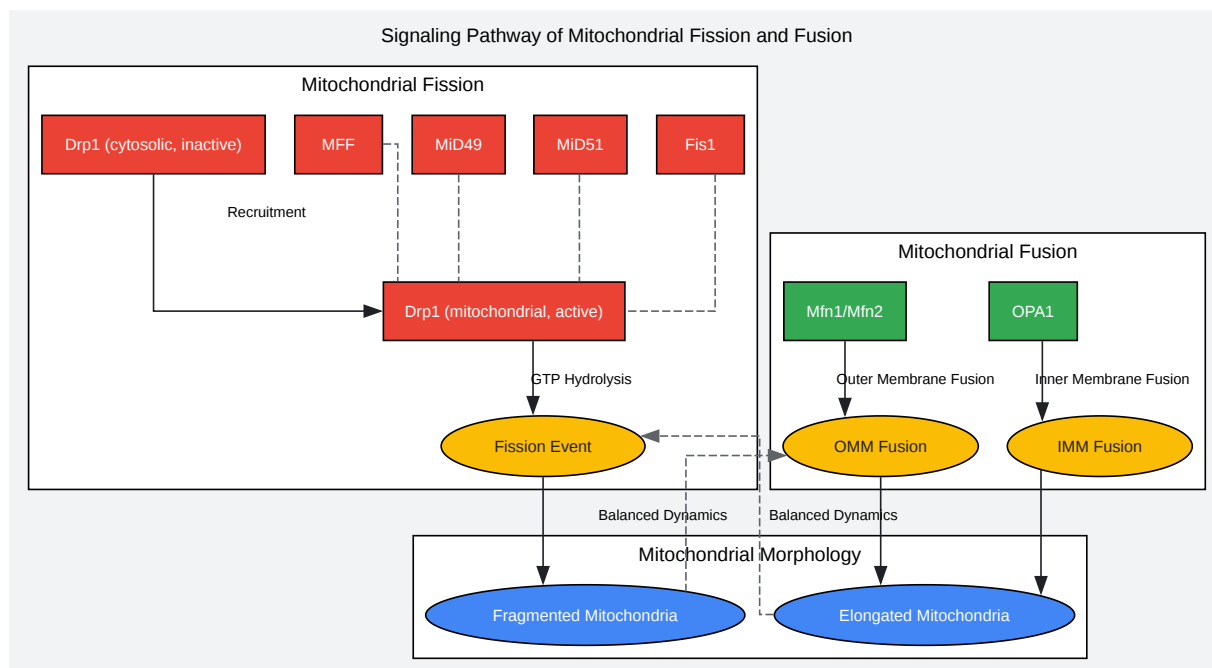 Signaling Pathway of Mitochondrial Fission and Fusion
Mitochondrial Fission
Drp1 (cytosolic, inactive)
MFF
MiD49
MiD51
Fis1
Recruitment
Mitochondrial Fusion
Drp1 (mitochondrial, active)
Mfn1/Mfn2
OPA1
GTP Hydrolysis
Outer Membrane Fusion
Inner Membrane Fusion
Fission Event
OMM Fusion
IMM Fusion
Balanced Dynamics
Balanced Dynamics
Mitochondrial Morphology
Fragmented Mitochondria
Elongated Mitochondria